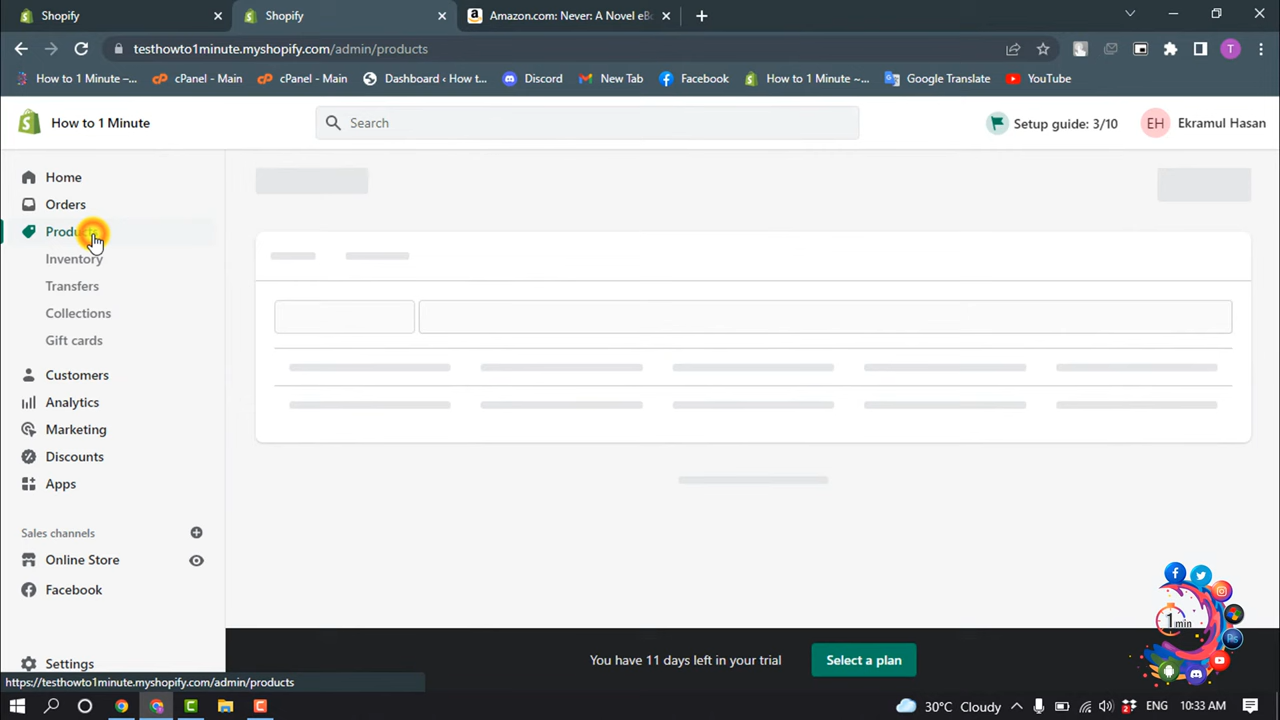 Shopify
Shopify
Amazon.com: Never: A Novel eBo
testhowto1minute.myshopify.com/admin/products
T
How to 1 Minute –...
cPanel - Main
cPanel - Main
Dashboard ‹ How t...
Discord
New Tab
Facebook
How to 1 Minute ~...
Google Translate
YouTube
How to 1 Minute
Search
Setup guide: 3/10
EH
Ekramul Hasan
Home
Orders
Products
Inventory
Transfers
Collections
Gift cards
Customers
Analytics
Marketing
Discounts
Apps
Sales channels
Online Store
Facebook
Settings
You have 11 days left in your trial
Select a plan
1 min
Ps
https://testhowto1minute.myshopify.com/admin/products
30°C Cloudy
2
ENG
10:33 AM